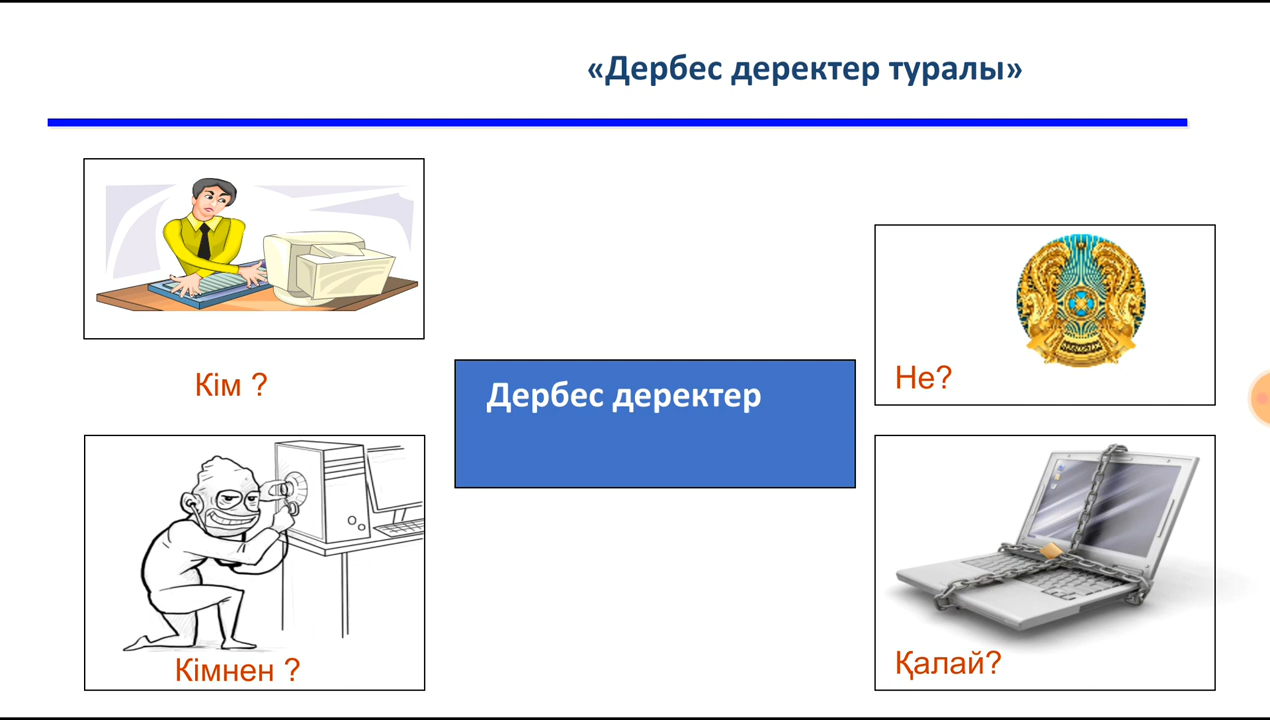 «Дербес деректер туралы»
Кім ?
Не?
Дербес деректер
Кімнен ?
Қалай?